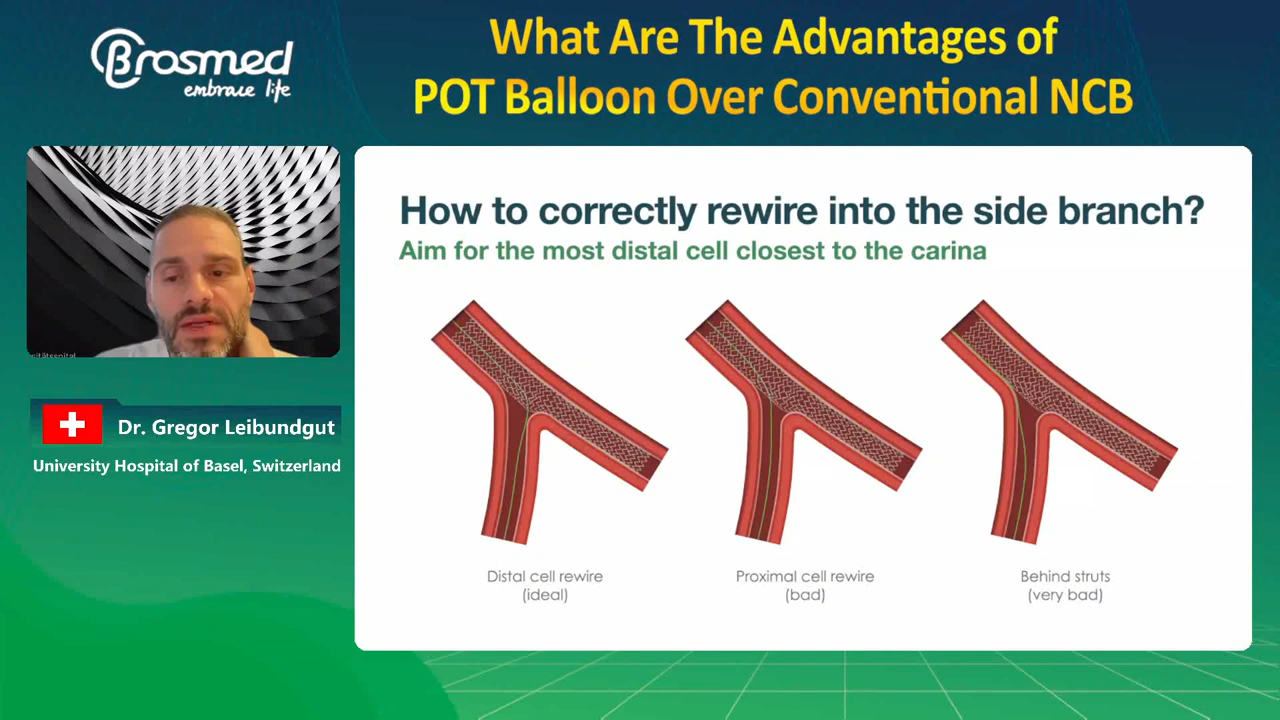 Brosmed
embrace life
What Are The Advantages of
POT Balloon Over Conventional NCB
How to correctly rewire into the side branch?
Aim for the most distal cell closest to the carina
Distal cell rewire
(ideal)
Proximal cell rewire
(bad)
Behind struts
(very bad)
Dr. Gregor Leibundgut
University Hospital of Basel, Switzerland